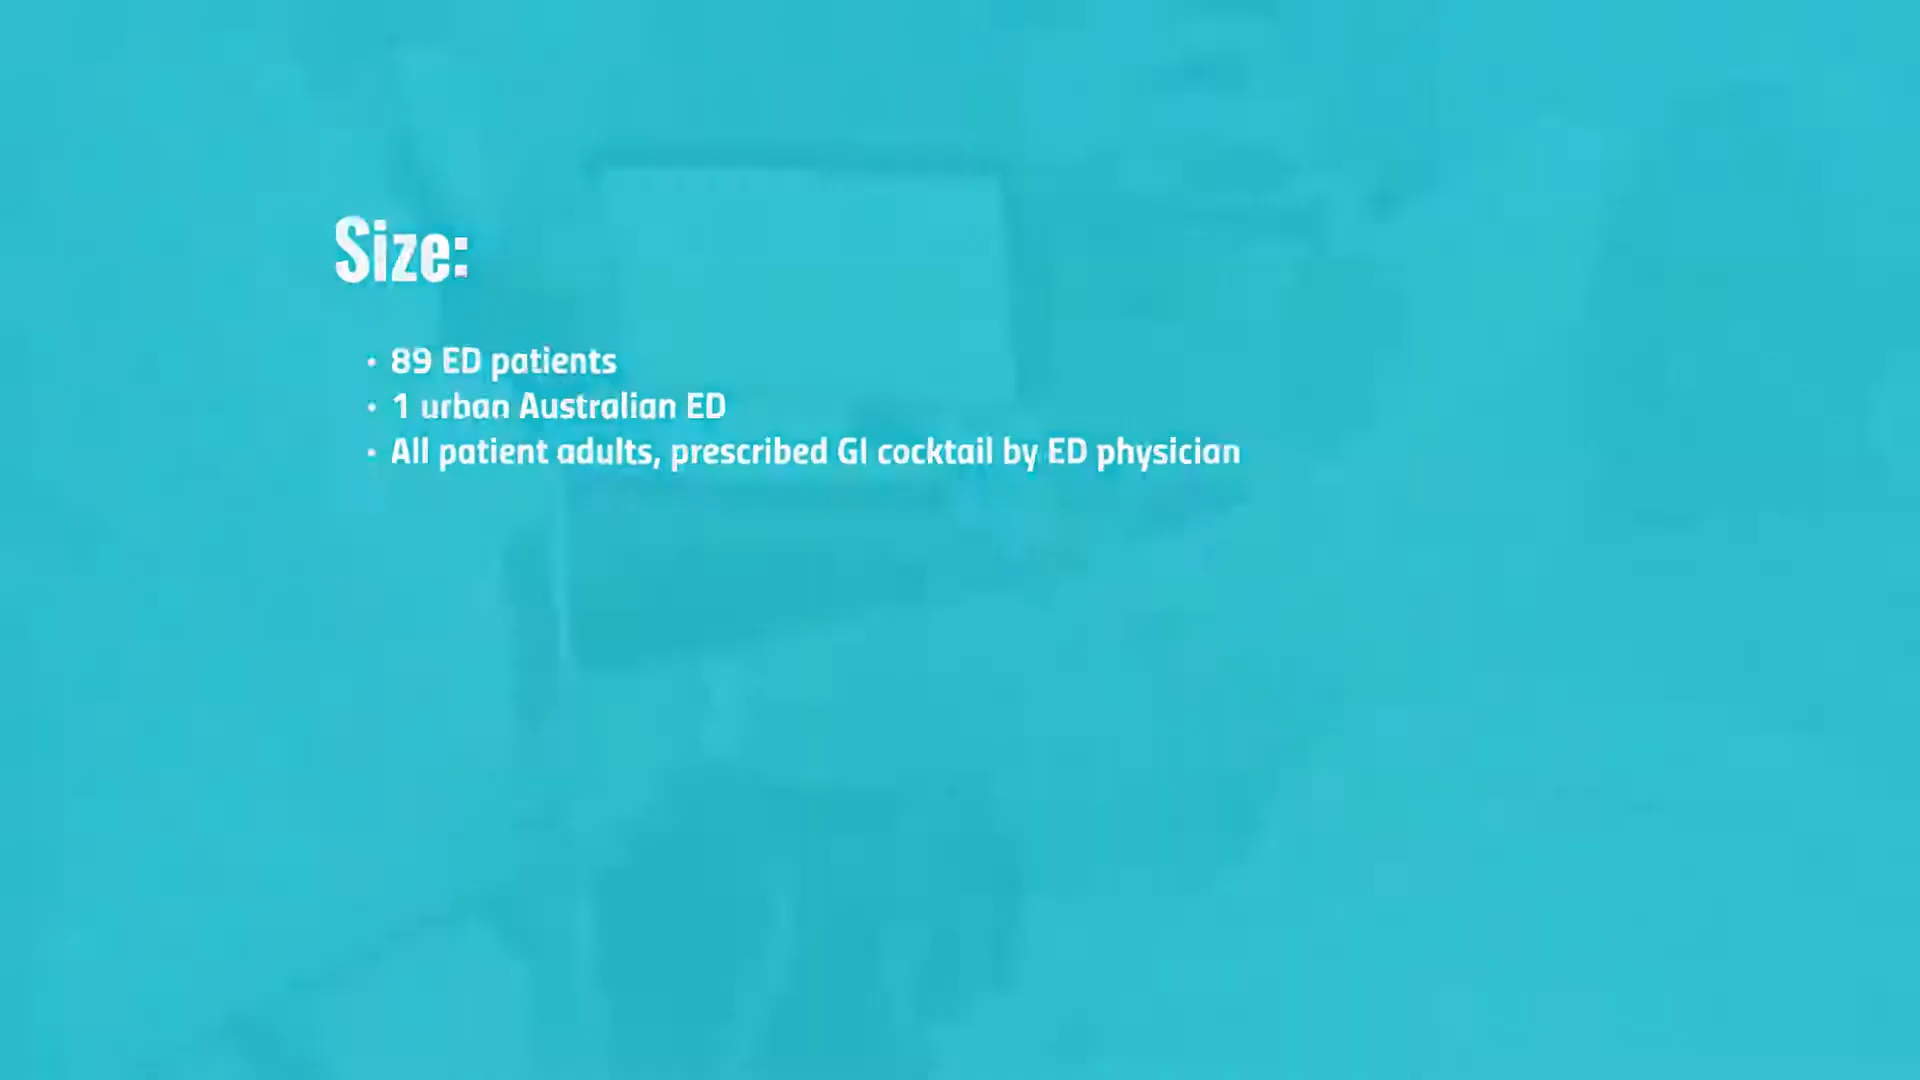 Size:
• 89 ED patients
• 1 urban Australian ED
• All patient adults, prescribed GI cocktail by ED physician